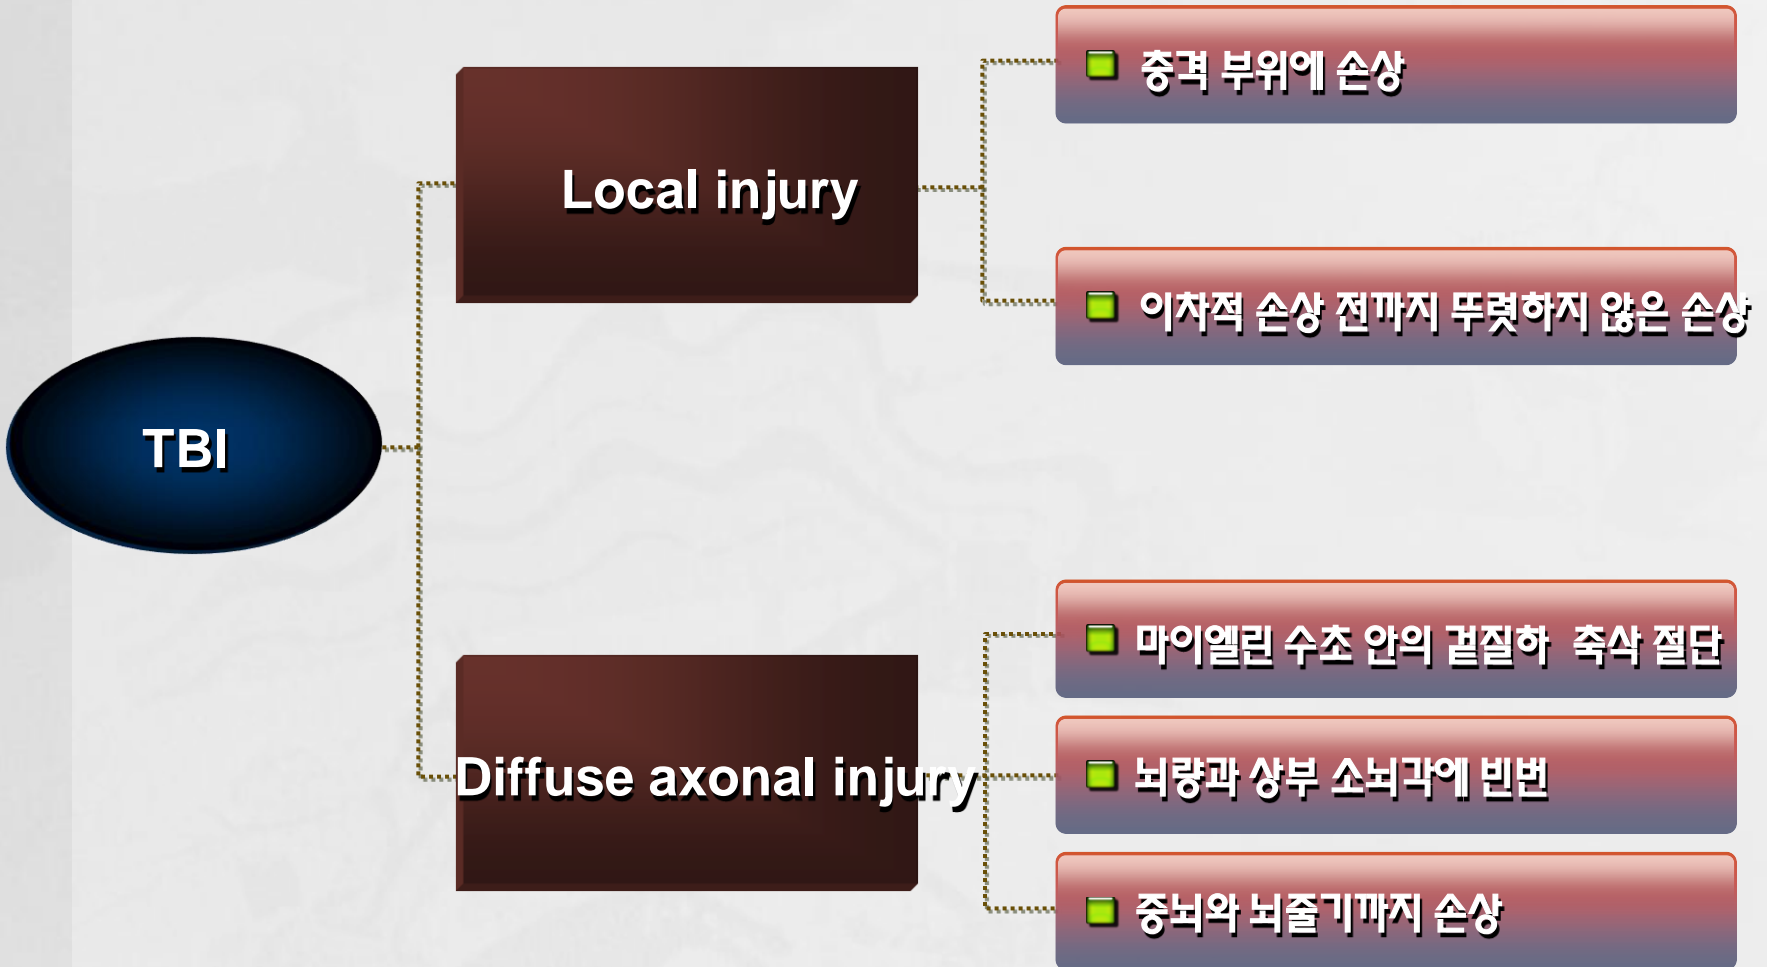 TBI
Local injury
충격 부위에 손상
이차적 손상 전까지 뚜렷하지 않은 손상
Diffuse axonal injury
마이엘린 수초 안의 겉질하 축삭 절단
뇌량과 상부 소뇌각에 빈번
중뇌와 뇌줄기까지 손상